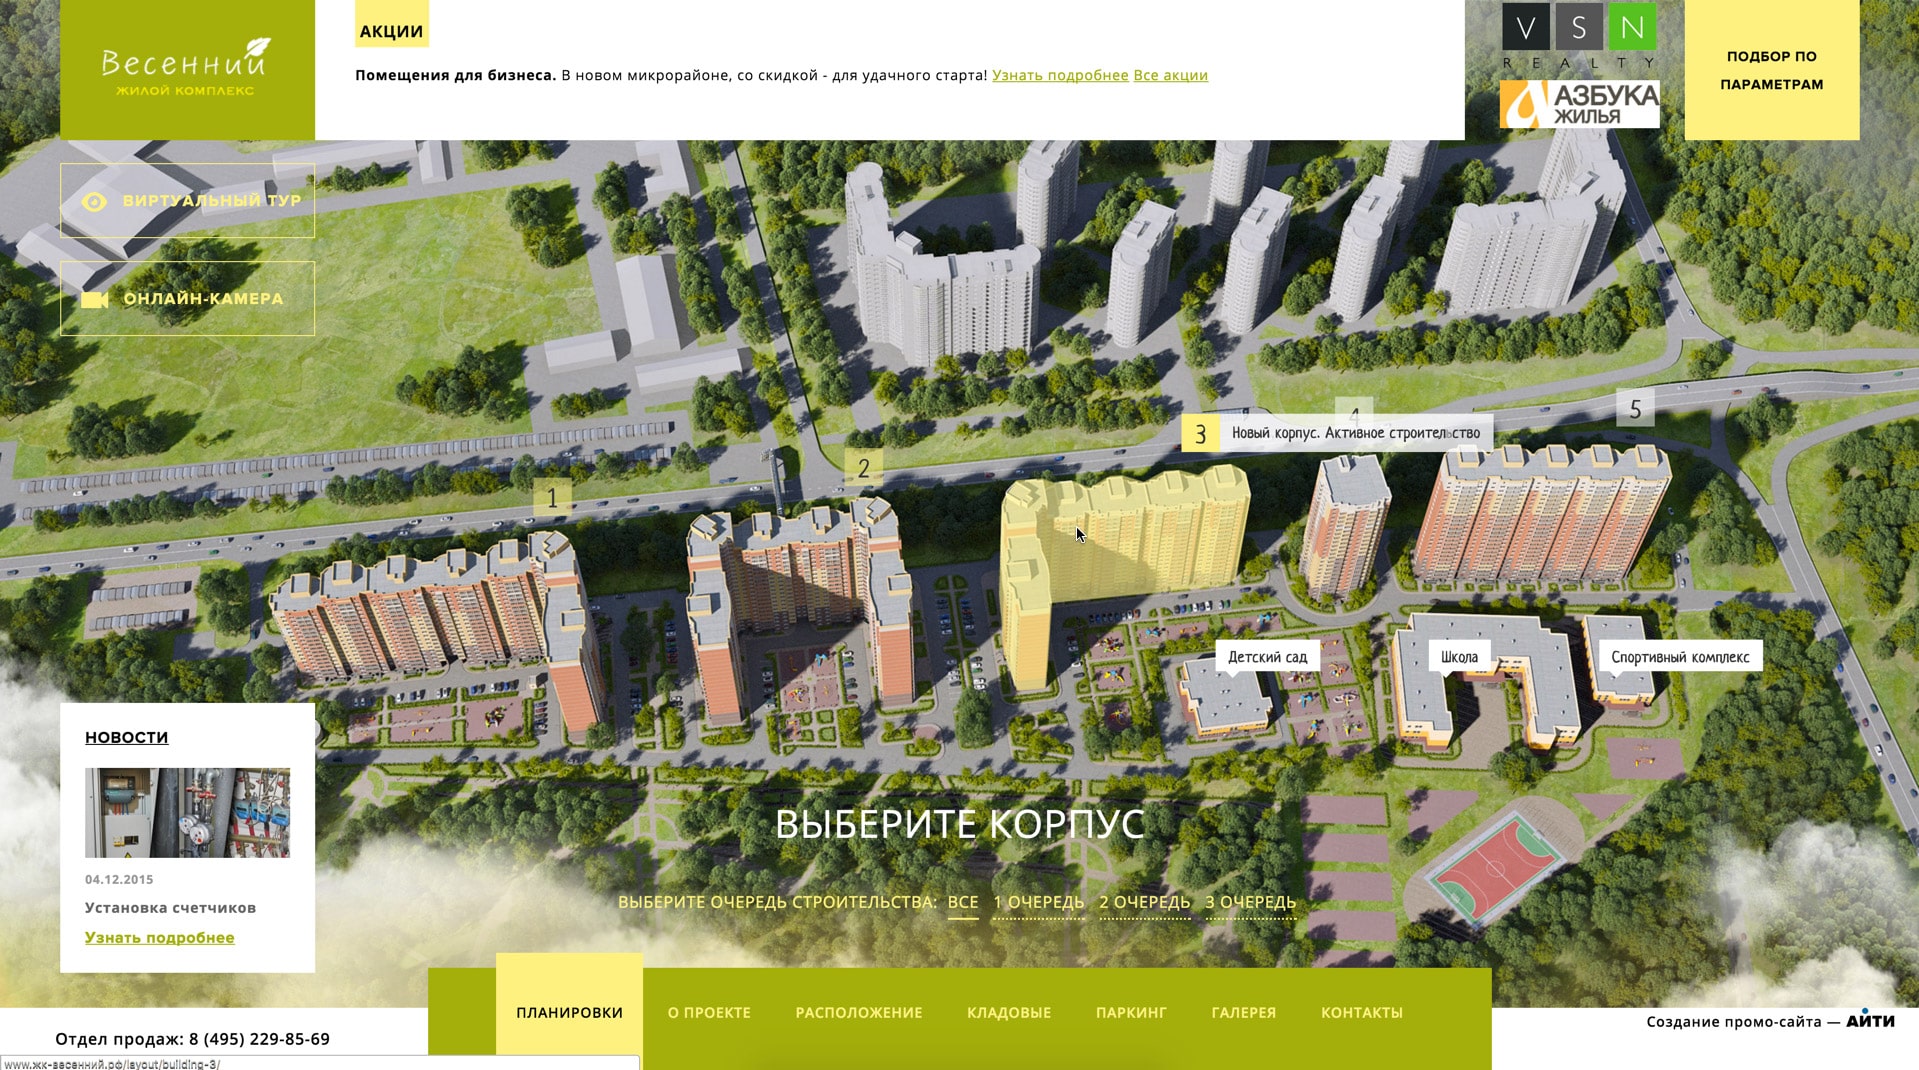 Весенний
ЖИЛОЙ КОМПЛЕКС
АКЦИИ
Помещения для бизнеса. В новом микрорайоне, со скидкой - для удачного старта! Узнать подробнее Все акции
V S N
REALTY
АЗБУКА
ЖИЛЬЯ
ПОДБОР ПО
ПАРАМЕТРАМ
ВИРТУАЛЬНЫЙ ТУР
ОНЛАЙН-КАМЕРА
1
2
3 Новый корпус. Активное строительство
4
5
Детский сад
Школа
Спортивный комплекс
НОВОСТИ
04.12.2015
Установка счетчиков
Узнать подробнее
ВЫБЕРИТЕ КОРПУС
ВЫБЕРИТЕ ОЧЕРЕДЬ СТРОИТЕЛЬСТВА: ВСЕ 1 ОЧЕРЕДЬ 2 ОЧЕРЕДЬ 3 ОЧЕРЕДЬ
ПЛАНИРОВКИ О ПРОЕКТЕ РАСПОЛОЖЕНИЕ КЛАДОВЫЕ ПАРКИНГ ГАЛЕРЕЯ КОНТАКТЫ
Отдел продаж: 8 (495) 229-85-69
Создание промо-сайта — АЙТИ
www.жк-весенний.рф/layout/building-3/